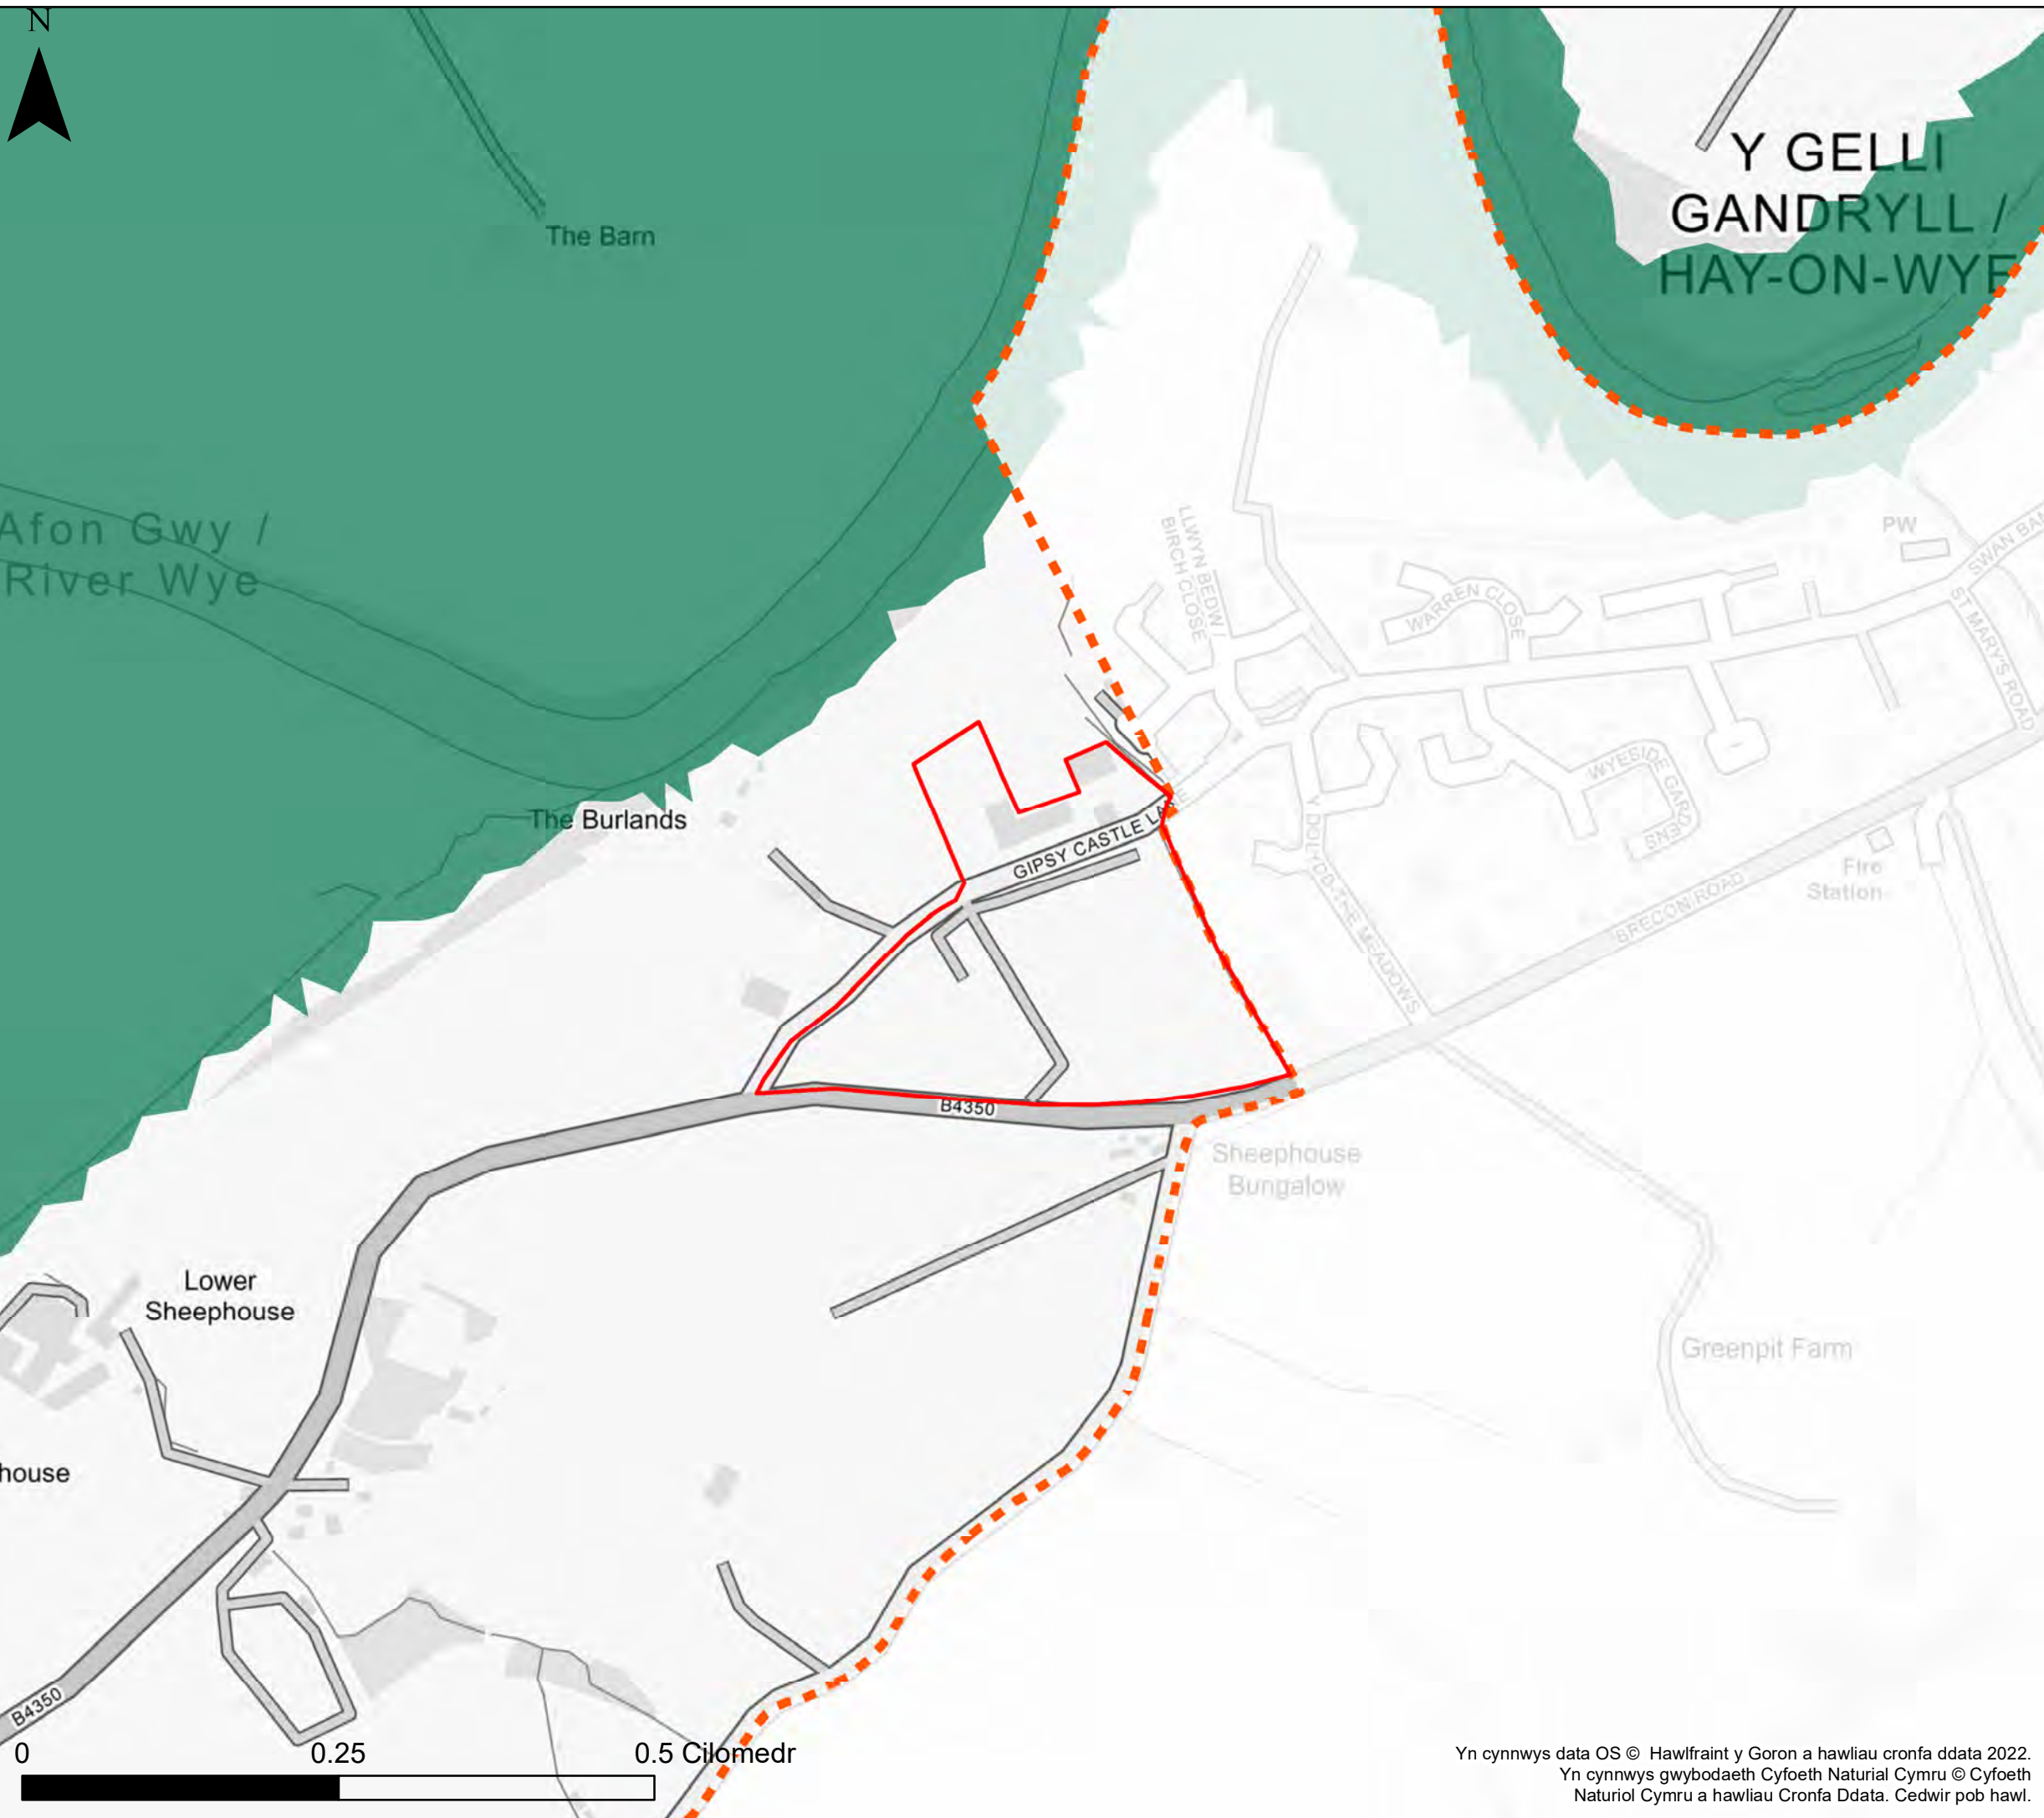 N
Y GELLI
GANDRYLL /
HAY-ON-WYE
The Barn
Afon Gwy /
River Wye
LLWYN BEDW /
BIRCH CLOSE
PW
SWAN BAN
WARREN CLOSE
ST MARY'S ROAD
WYESIDE GARDENS
The Burlands
GIPSY CASTLE LANE
Y DOLYDD-THE MEADOWS
Fire
Station
BRECON ROAD
B4350
Sheephouse
Bungalow
Lower
Sheephouse
Greenpit Farm
house
B4350
0 0.25 0.5 Cilomedr
Yn cynnwys data OS © Hawlfraint y Goron a hawliau cronfa ddata 2022.
Yn cynnwys gwybodaeth Cyfoeth Naturial Cymru © Cyfoeth
Naturiol Cymru a hawliau Cronfa Ddata. Cedwir pob hawl.